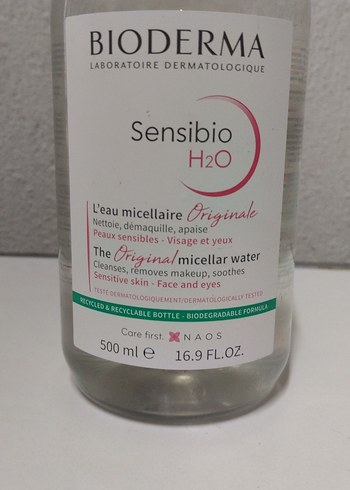 BIODERMA
LABORATOIRE DERMATOLOGIQUE
Sensibio
H2O
L'eau micellaire Originale
Nettoie, démaquille, apaise
Peaux sensibles - Visage et yeux
The Original micellar water
Cleanses, removes makeup, soothes
Sensitive skin - Face and eyes
TESTÉ DERMATOLOGIQUEMENT/DERMATOLOGICALLY TESTED
RECYCLED & RECYCLABLE BOTTLE - BIODEGRADABLE FORMULA
Care first. NAOS
500 ml ℮ 16.9 FL.OZ.